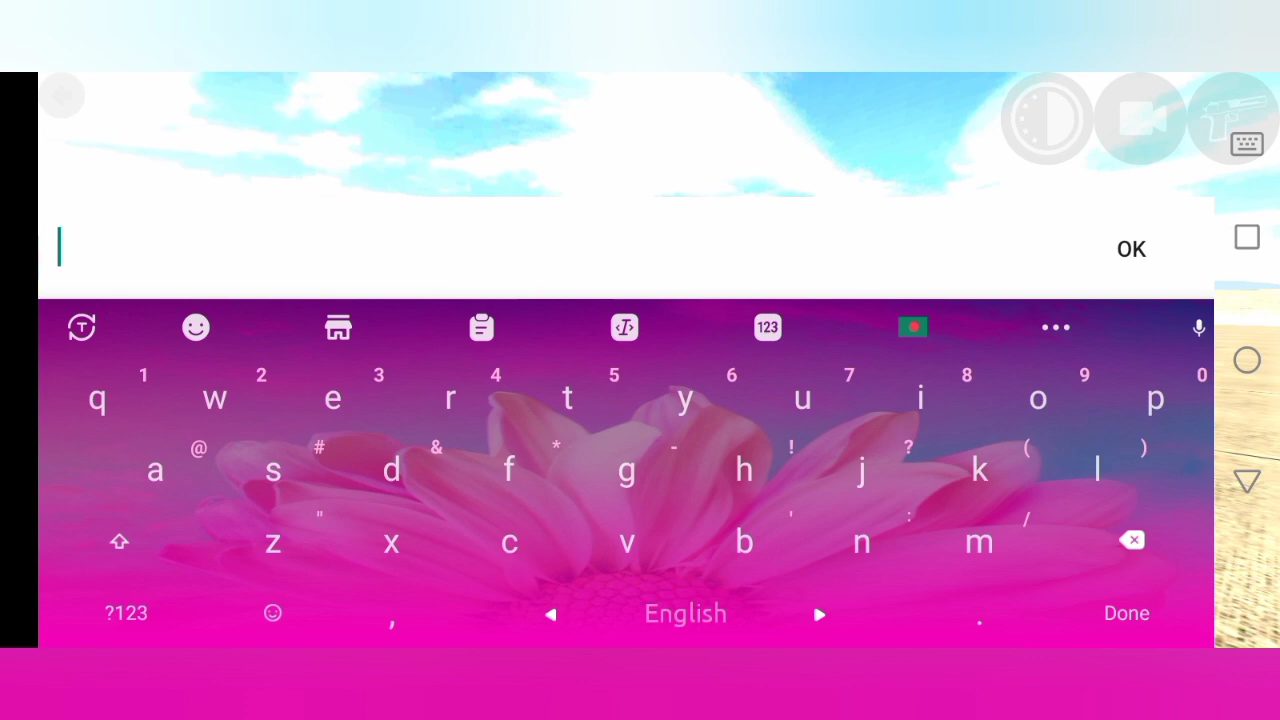 OK
T 123
1 2 3 4 5 6 7 8 9 0
q w e r t y u i o p
@ # & * - ! ? ( )
a s d f g h j k l
" ' : /
z x c v b n m
?123 , English . Done